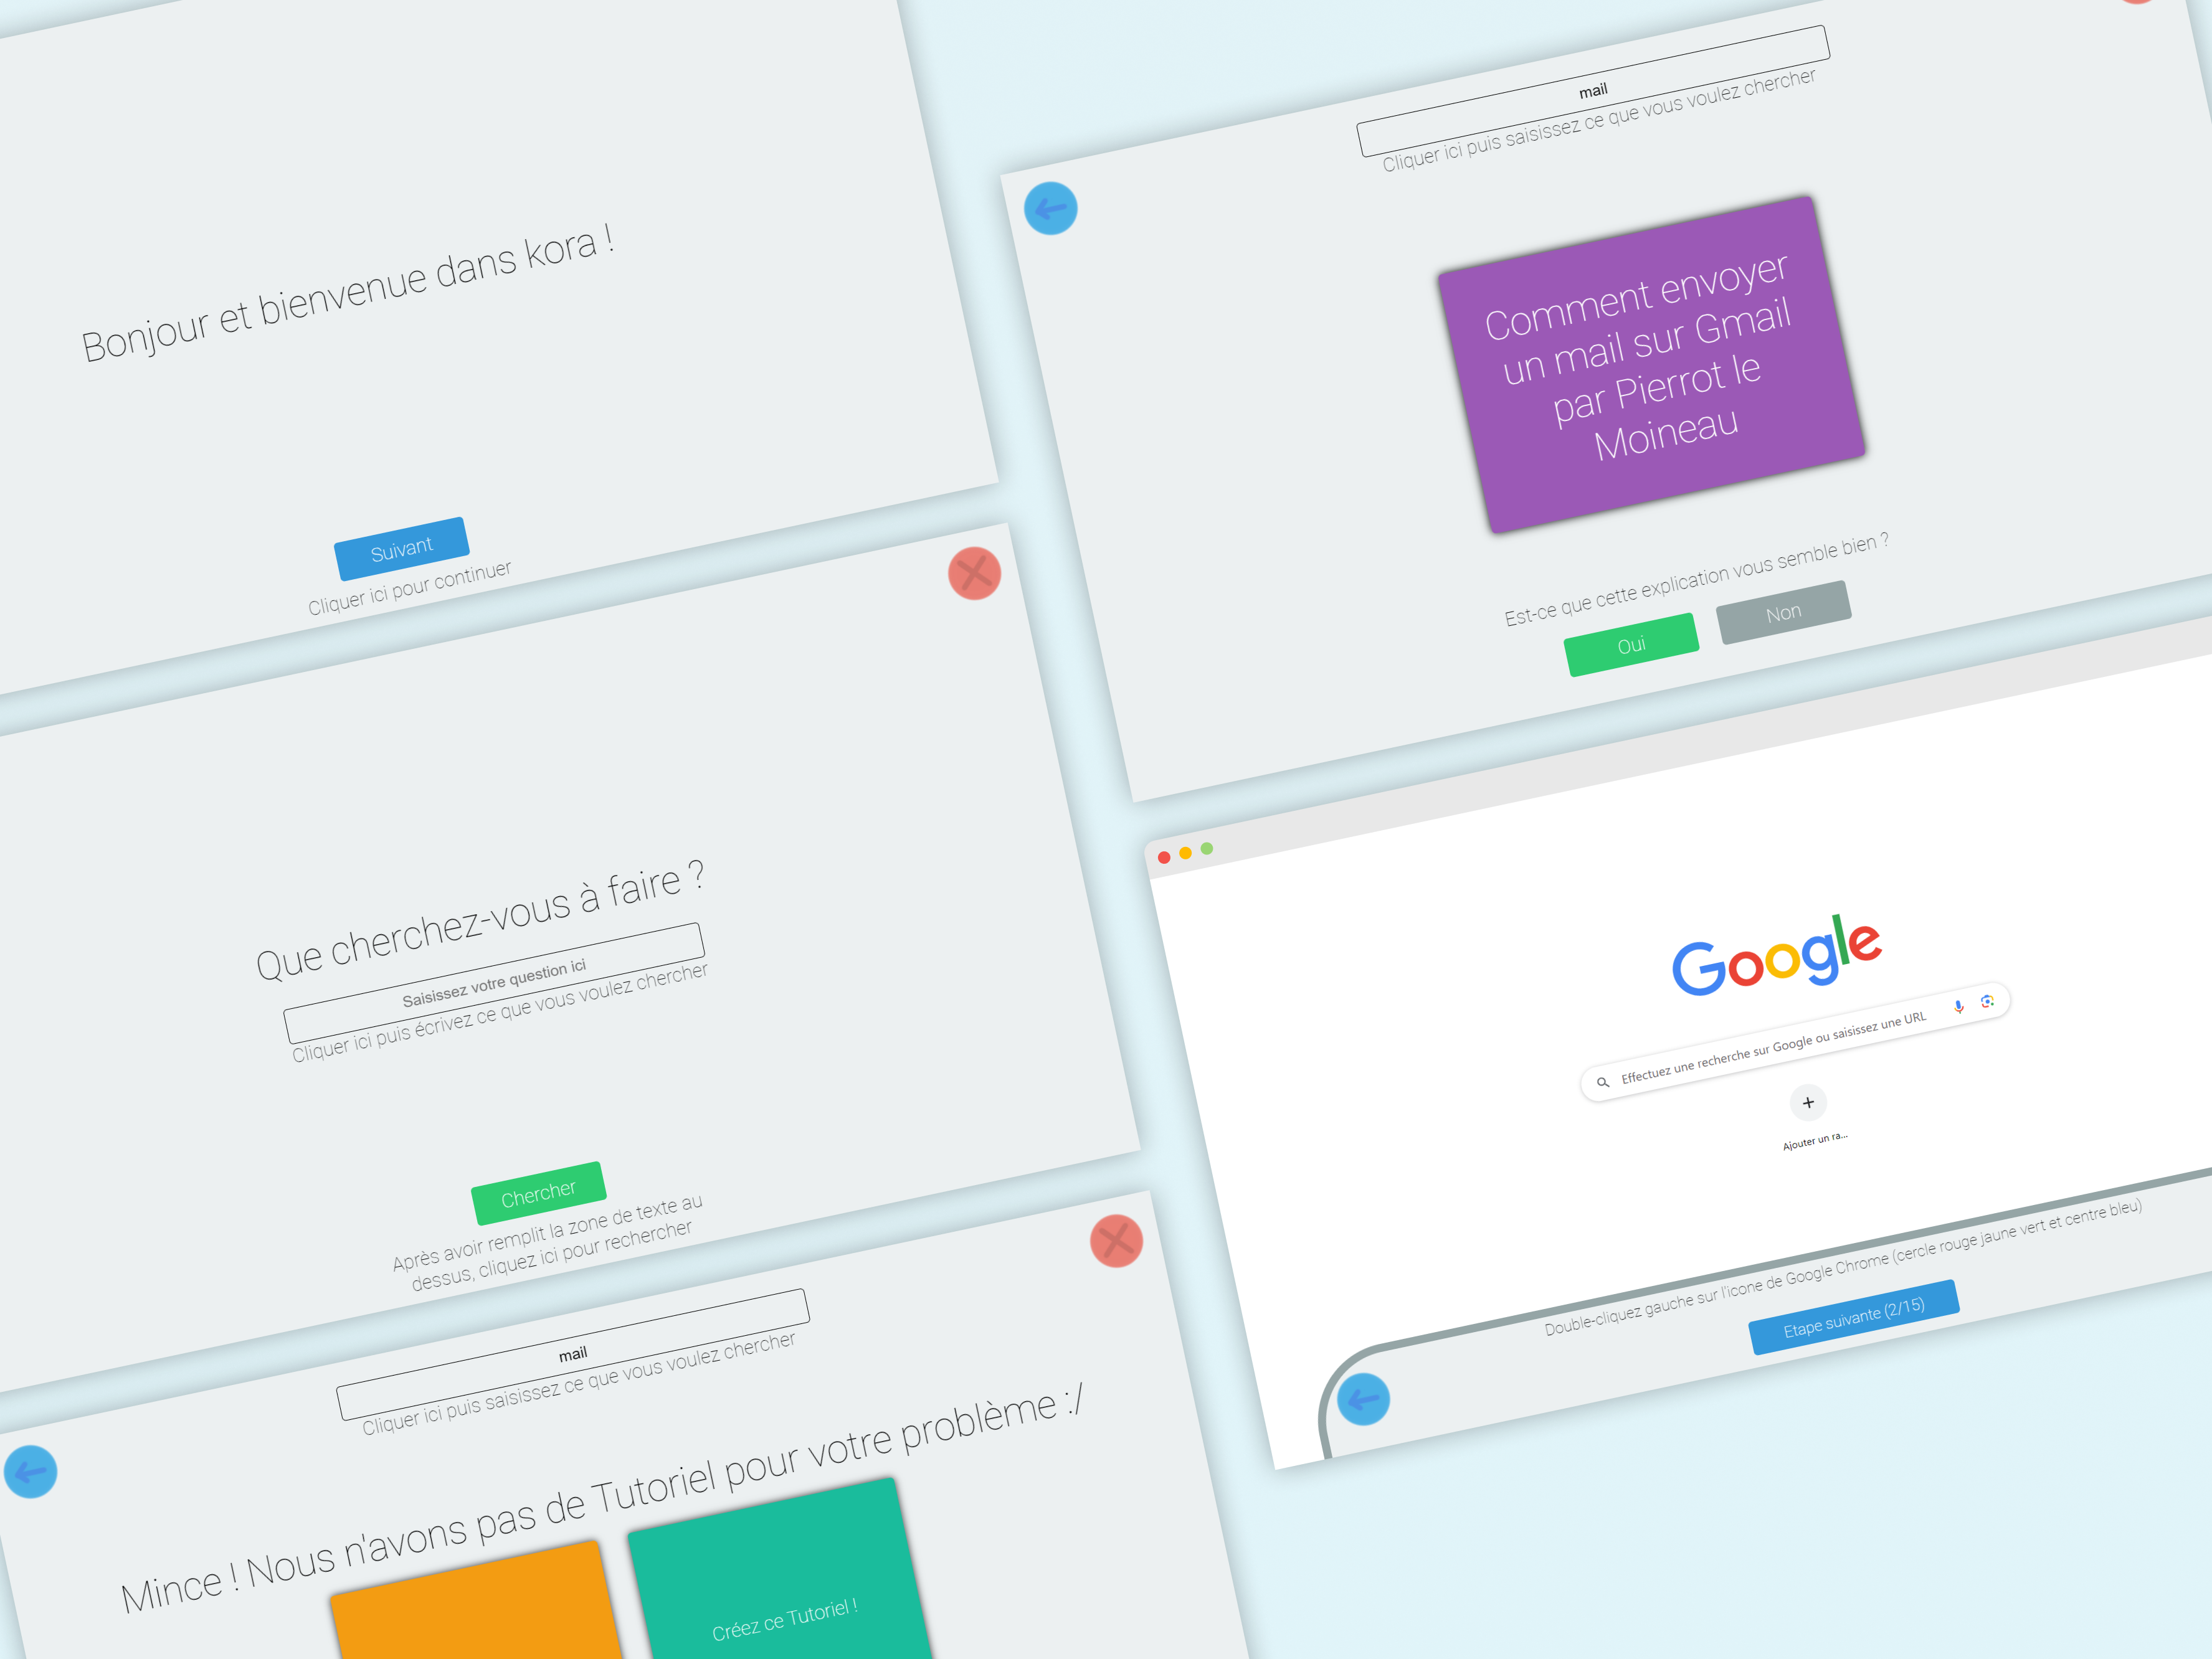 Bonjour et bienvenue dans kora !
Suivant
Cliquer ici pour continuer
Que cherchez-vous à faire ?
Saisissez votre question ici
Cliquer ici puis écrivez ce que vous voulez chercher
Chercher
Après avoir remplit la zone de texte au
dessus, cliquez ici pour rechercher
mail
Cliquer ici puis saisissez ce que vous voulez chercher
Mince ! Nous n'avons pas de Tutoriel pour votre problème :/
Créez ce Tutoriel !
mail
Cliquer ici puis saisissez ce que vous voulez chercher
Comment envoyer
un mail sur Gmail
par Pierrot le
Moineau
Est-ce que cette explication vous semble bien ?
Oui
Non
Google
Effectuez une recherche sur Google ou saisissez une URL
Ajouter un ra...
Double-cliquez gauche sur l'icone de Google Chrome (cercle rouge jaune vert et centre bleu)
Etape suivante (2/15)